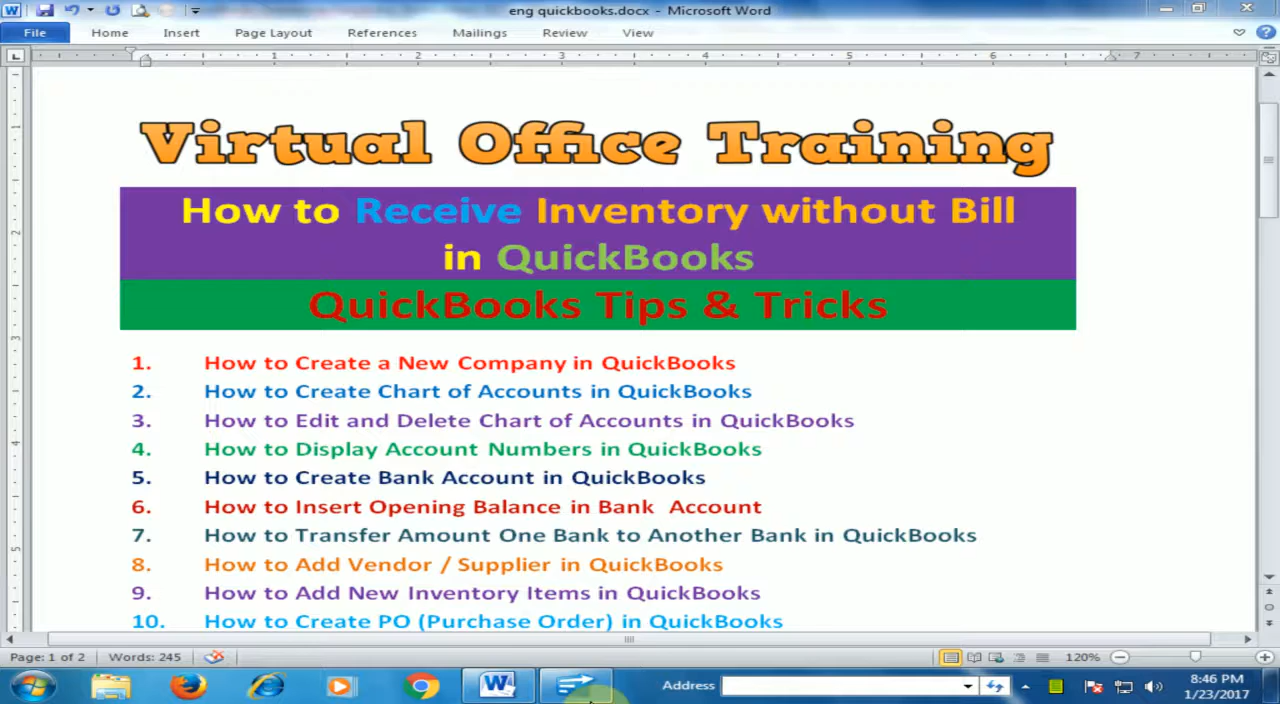 eng quickbooks.docx - Microsoft Word
File Home Insert Page Layout References Mailings Review View
1 2 3 4 5 6 7
Virtual Office Training
How to Receive Inventory without Bill
in QuickBooks
QuickBooks Tips & Tricks
1. How to Create a New Company in QuickBooks
2. How to Create Chart of Accounts in QuickBooks
3. How to Edit and Delete Chart of Accounts in QuickBooks
4. How to Display Account Numbers in QuickBooks
5. How to Create Bank Account in QuickBooks
6. How to Insert Opening Balance in Bank Account
7. How to Transfer Amount One Bank to Another Bank in QuickBooks
8. How to Add Vendor / Supplier in QuickBooks
9. How to Add New Inventory Items in QuickBooks
10. How to Create PO (Purchase Order) in QuickBooks
Page: 1 of 2 Words: 245 120%
Address 8:46 PM
1/23/2017